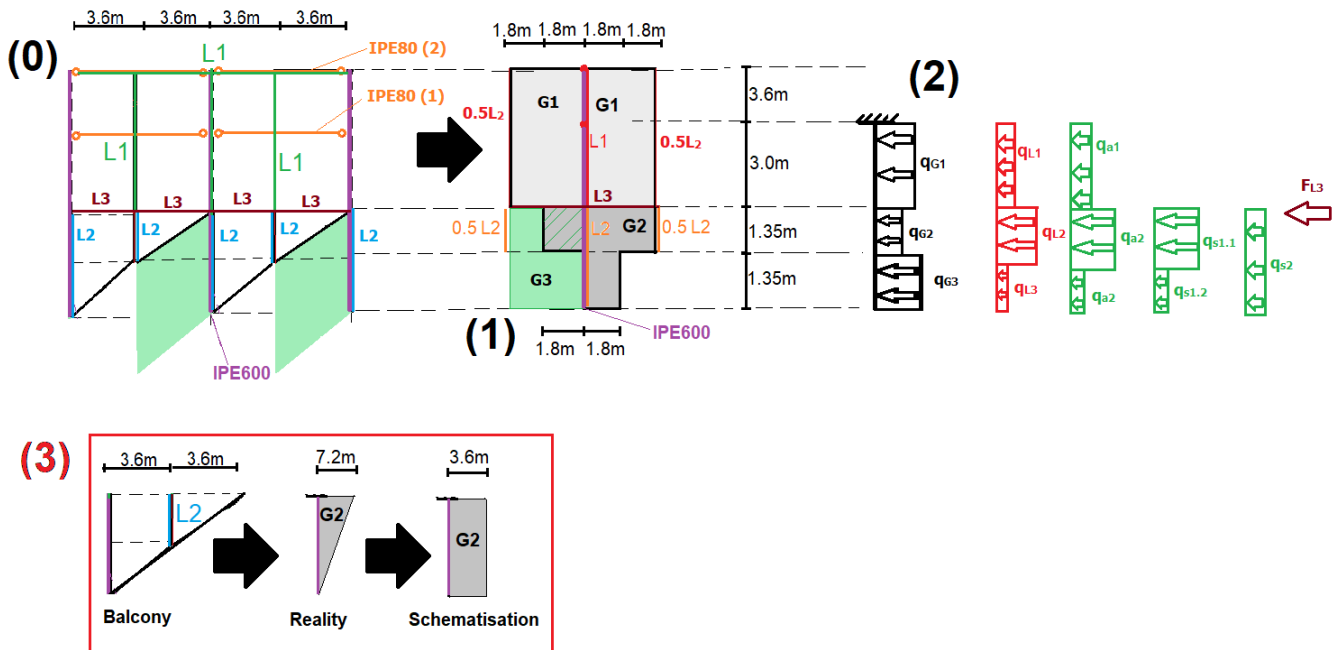 3.6m 3.6m 3.6m 3.6m
(0)
L1
IPE80 (2)
IPE80 (1)
L1
L1
L3 L3 L3 L3
L2 L2 L2 L2 L2
IPE600
1.8m 1.8m 1.8m 1.8m
G1 G1
0.5L2
L1
0.5L2
L3
0.5 L2
L2
G2
0.5 L2
G3
(1)
IPE600
1.8m 1.8m
3.6m
3.0m
1.35m
1.35m
(2)
qG1
qG2
qG3
qL1
qL2
qL3
qa1
qa2
qa2
qs1.1
qs1.2
qs2
FL3
(3)
3.6m 3.6m
L2
Balcony
7.2m
G2
Reality
3.6m
G2
Schematisation